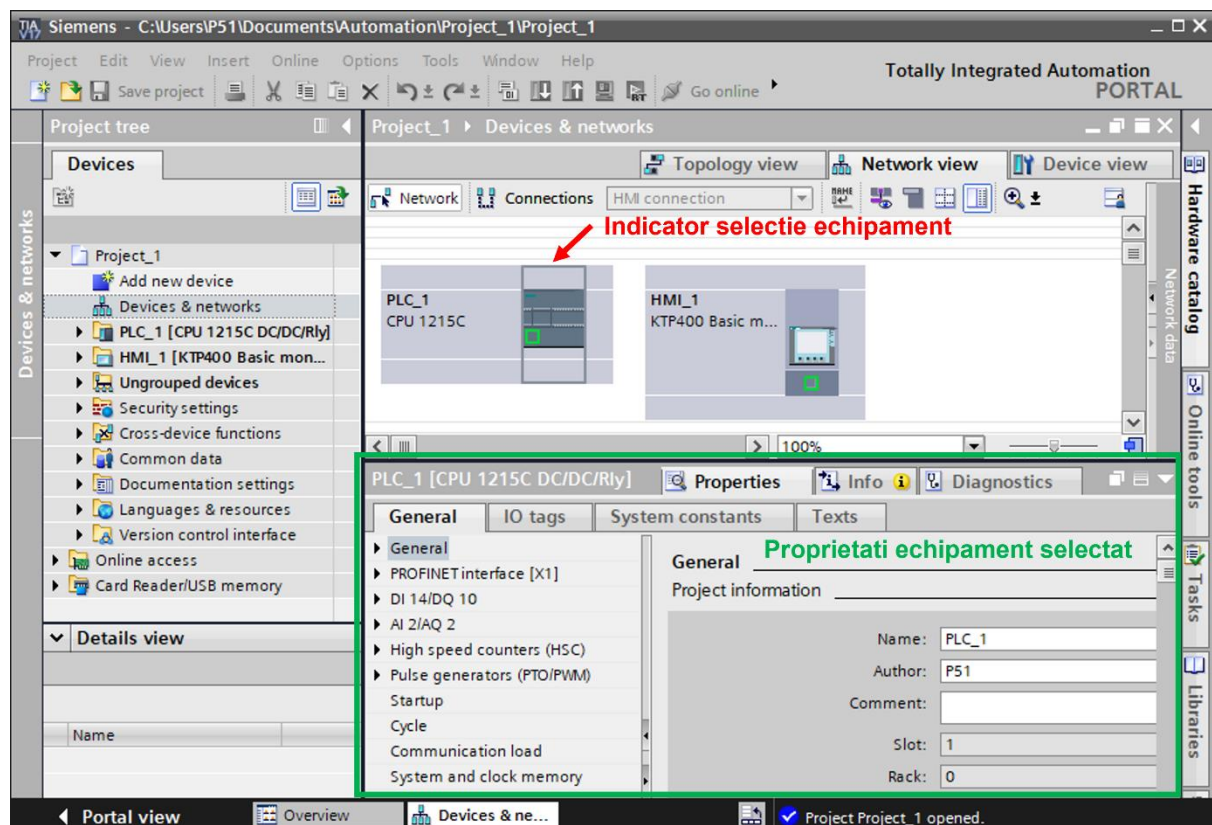 Siemens - C:\Users\P51\Documents\Automation\Project_1\Project_1
Project Edit View Insert Online Options Tools Window Help
Totally Integrated Automation
PORTAL
Save project
Go online
Project tree
Project_1 Devices & networks
Devices
Topology view Network view Device view
Network Connections HMI connection
Indicator selectie echipament
Devices & networks
Project_1
Add new device
Devices & networks
PLC_1 [CPU 1215C DC/DC/Rly]
HMI_1 [KTP400 Basic mon...
Ungrouped devices
Security settings
Cross-device functions
Common data
Documentation settings
Languages & resources
Version control interface
Online access
Card Reader/USB memory
Details view
Name
PLC_1
CPU 1215C
HMI_1
KTP400 Basic m...
Network data
100%
PLC_1 [CPU 1215C DC/DC/Rly]
Properties Info Diagnostics
General IO tags System constants Texts
General
PROFINET interface [X1]
DI 14/DQ 10
AI 2/AQ 2
High speed counters (HSC)
Pulse generators (PTO/PWM)
Startup
Cycle
Communication load
System and clock memory
Proprietati echipament selectat
General
Project information
Name: PLC_1
Author: P51
Comment:
Slot: 1
Rack: 0
Hardware catalog
Online tools
Tasks
Libraries
Portal view
Overview
Devices & ne...
Project Project_1 opened.